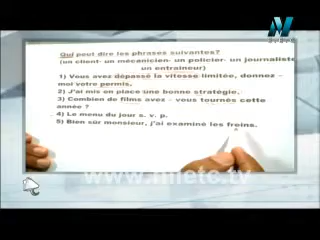 Qui peut dire les phrases suivantes?
(un client- un mécanicien- un policier- un journaliste
un entraineur)
1) Vous avez dépassé la vitesse limitée, donnez –
moi votre permis,
2) J'ai mis en place une bonne stratégie,
3) Combien de films avez – vous tournés cette
année ?
4) Le menu du jour s. v. p.
5) Bien sûr monsieur, j'ai examiné les freins.
www.nnetc.tv